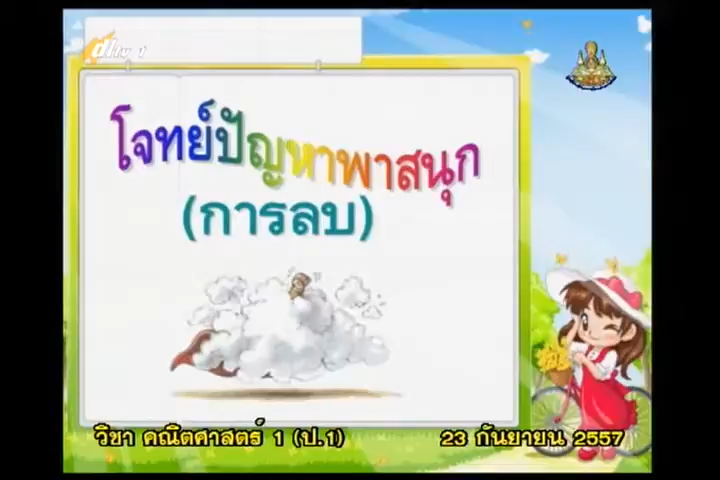 dltv 1
โจทย์ปัญหาพาสนุก
(การลบ)
วิชา คณิตศาสตร์ 1 (ป.1)
23 กันยายน 2557